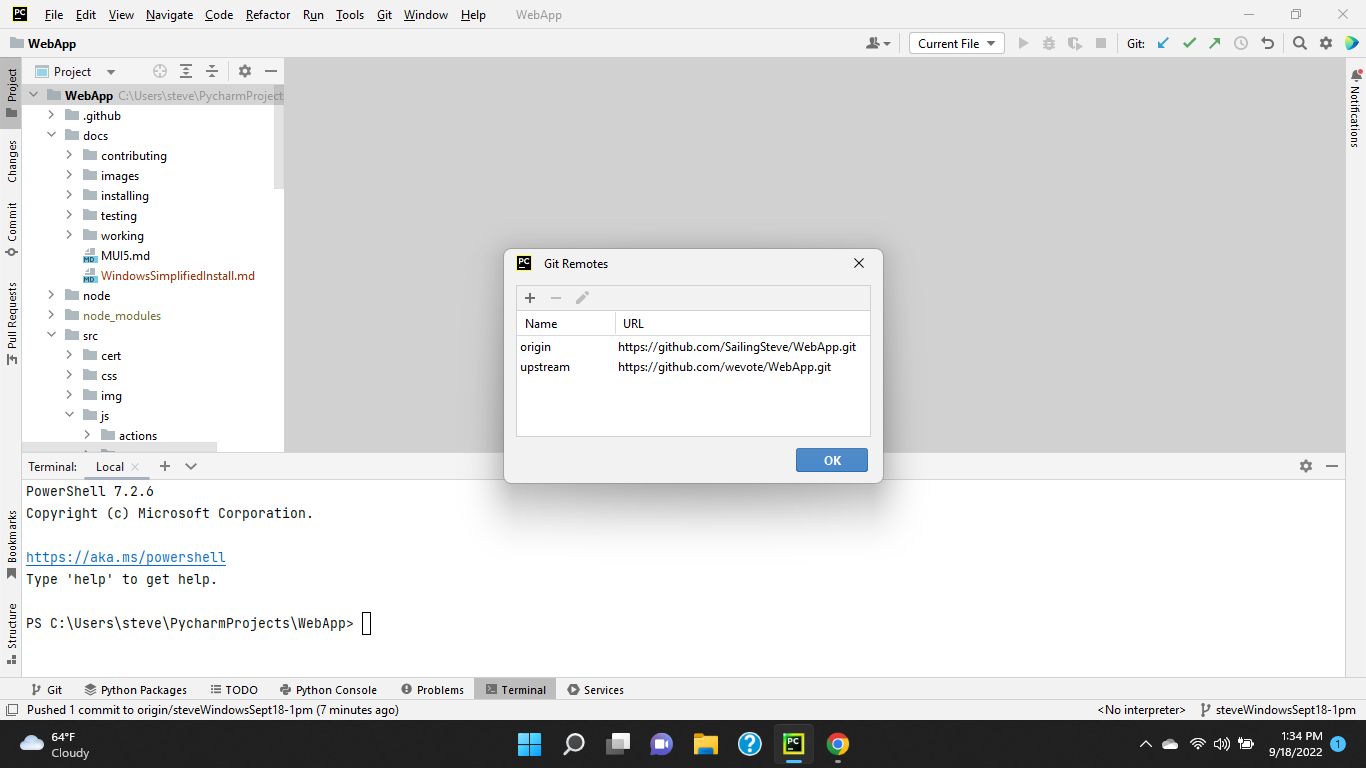 PC File Edit View Navigate Code Refactor Run Tools Git Window Help WebApp
WebApp
Current File
Git:
Project
WebApp C:\Users\steve\PycharmProject
.github
docs
contributing
images
installing
testing
working
MUI5.md
WindowsSimplifiedInstall.md
node
node_modules
src
cert
css
img
js
actions
Project
Changes
Commit
Pull Requests
Bookmarks
Structure
Notifications
PC Git Remotes
Name URL
origin https://github.com/SailingSteve/WebApp.git
upstream https://github.com/wevote/WebApp.git
OK
Terminal: Local
PowerShell 7.2.6
Copyright (c) Microsoft Corporation.
https://aka.ms/powershell
Type 'help' to get help.
PS C:\Users\steve\PycharmProjects\WebApp>
Git Python Packages TODO Python Console Problems Terminal Services
Pushed 1 commit to origin/steveWindowsSept18-1pm (7 minutes ago) <No interpreter> steveWindowsSept18-1pm
64°F
Cloudy
PC
1:34 PM
9/18/2022
1